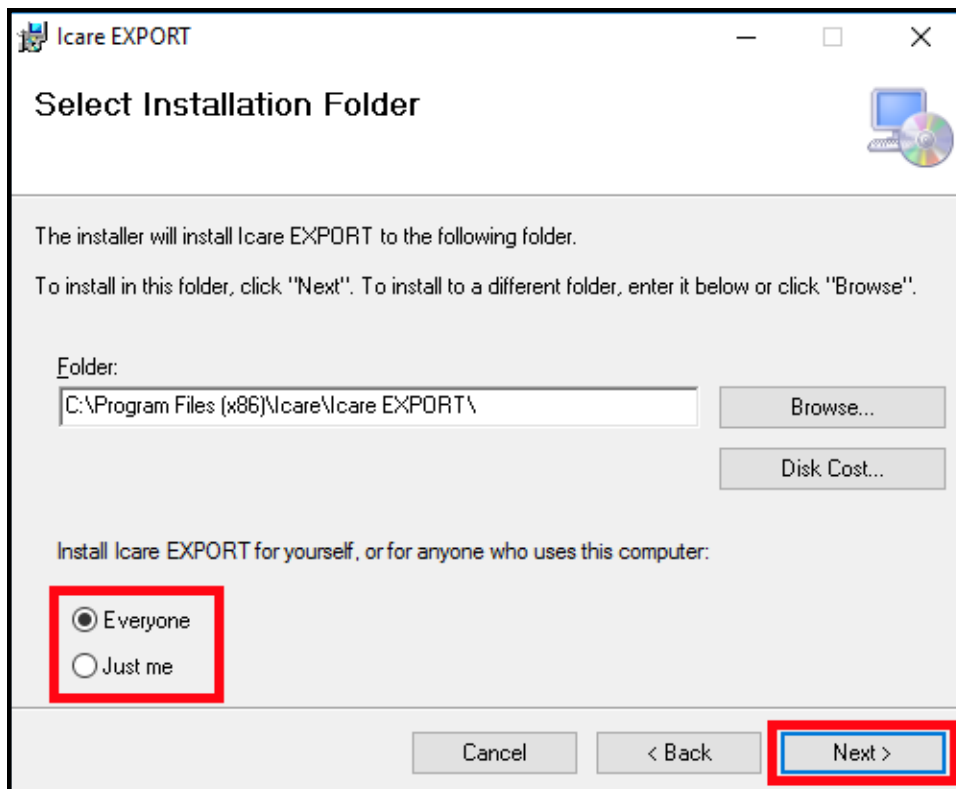 Icare EXPORT
Select Installation Folder
The installer will install Icare EXPORT to the following folder.
To install in this folder, click "Next". To install to a different folder, enter it below or click "Browse".
Folder:
C:\Program Files (x86)\Icare\Icare EXPORT\
Browse...
Disk Cost...
Install Icare EXPORT for yourself, or for anyone who uses this computer:
Everyone
Just me
Cancel
< Back
Next >